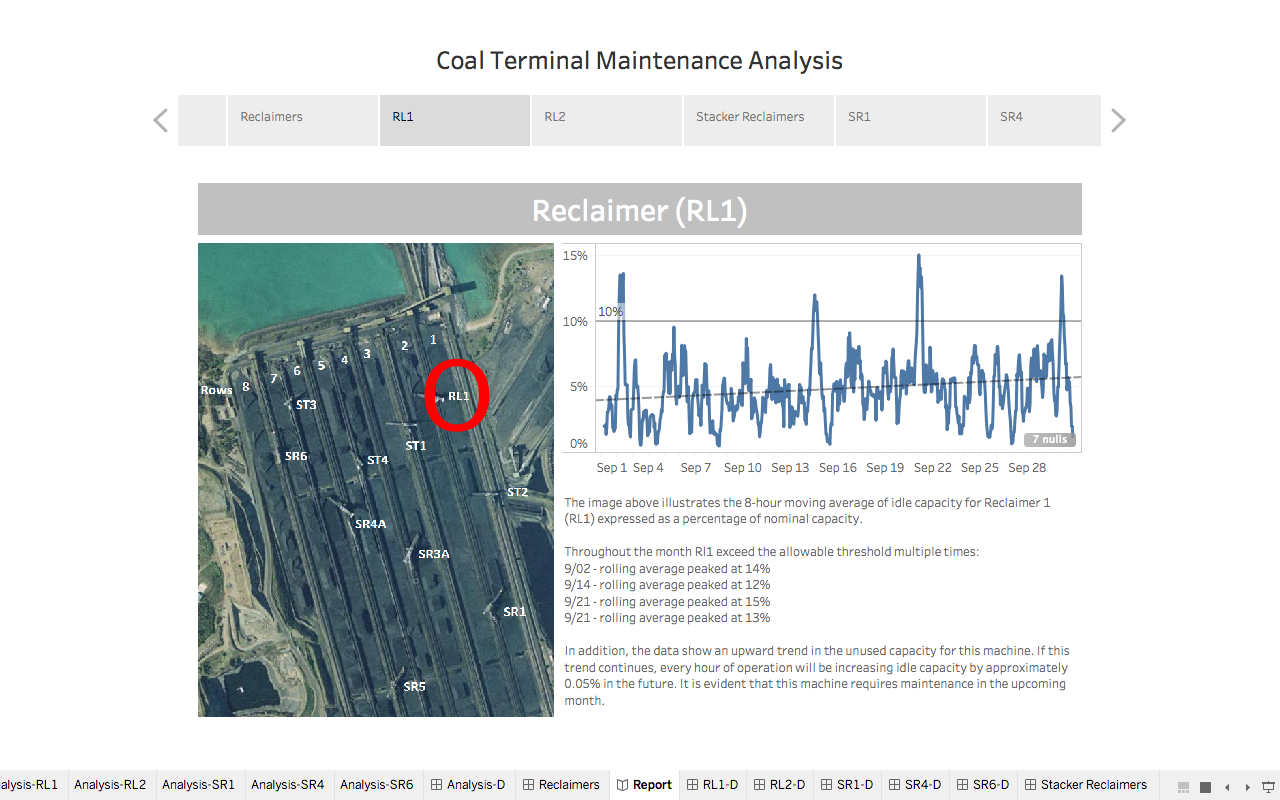 Coal Terminal Maintenance Analysis
Reclaimers
RL1
RL2
Stacker Reclaimers
SR1
SR4
Reclaimer (RL1)
Rows
8
7
6
5
4
3
2
1
RL1
ST3
ST1
SR6
ST4
ST2
SR4A
SR3A
SR1
SR5
15%
10%
10%
5%
0%
7 nulls
Sep 1 Sep 4 Sep 7 Sep 10 Sep 13 Sep 16 Sep 19 Sep 22 Sep 25 Sep 28
The image above illustrates the 8-hour moving average of idle capacity for Reclaimer 1
(RL1) expressed as a percentage of nominal capacity.
Throughout the month Rl1 exceed the allowable threshold multiple times:
9/02 - rolling average peaked at 14%
9/14 - rolling average peaked at 12%
9/21 - rolling average peaked at 15%
9/21 - rolling average peaked at 13%
In addition, the data show an upward trend in the unused capacity for this machine. If this
trend continues, every hour of operation will be increasing idle capacity by approximately
0.05% in the future. It is evident that this machine requires maintenance in the upcoming
month.
alysis-RL1 Analysis-RL2 Analysis-SR1 Analysis-SR4 Analysis-SR6 Analysis-D Reclaimers Report RL1-D RL2-D SR1-D SR4-D SR6-D Stacker Reclaimers